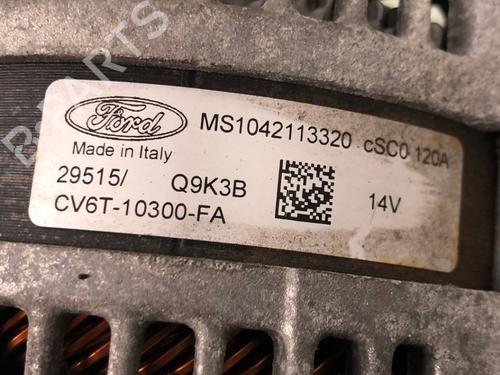 Ford MS1042113320 cSC0 120A
Made in Italy
29515/ Q9K3B
CV6T-10300-FA 14V